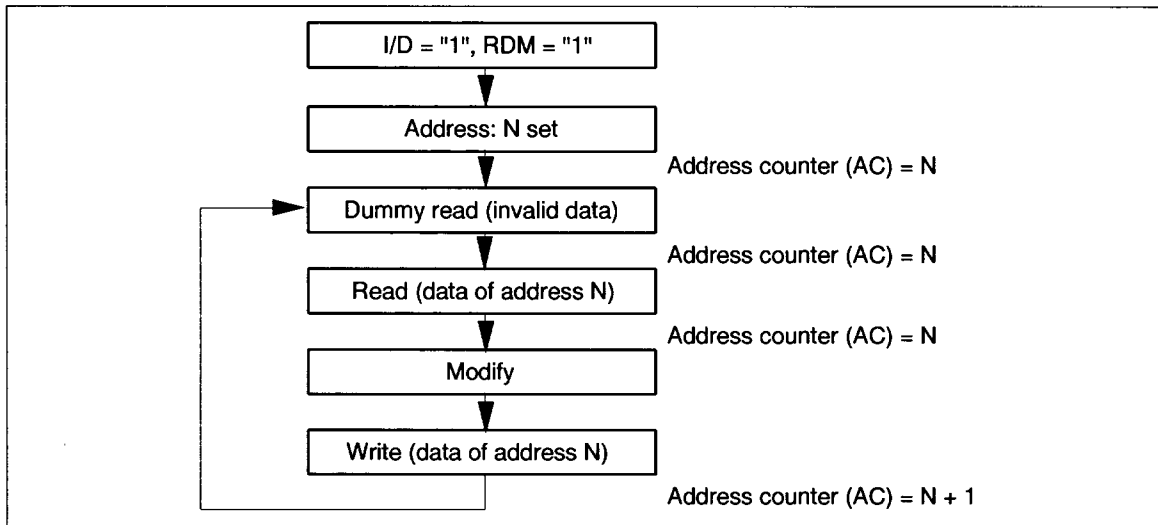 I/D = "1", RDM = "1"
Address: N set
Address counter (AC) = N
Dummy read (invalid data)
Address counter (AC) = N
Read (data of address N)
Address counter (AC) = N
Modify
Write (data of address N)
Address counter (AC) = N + 1